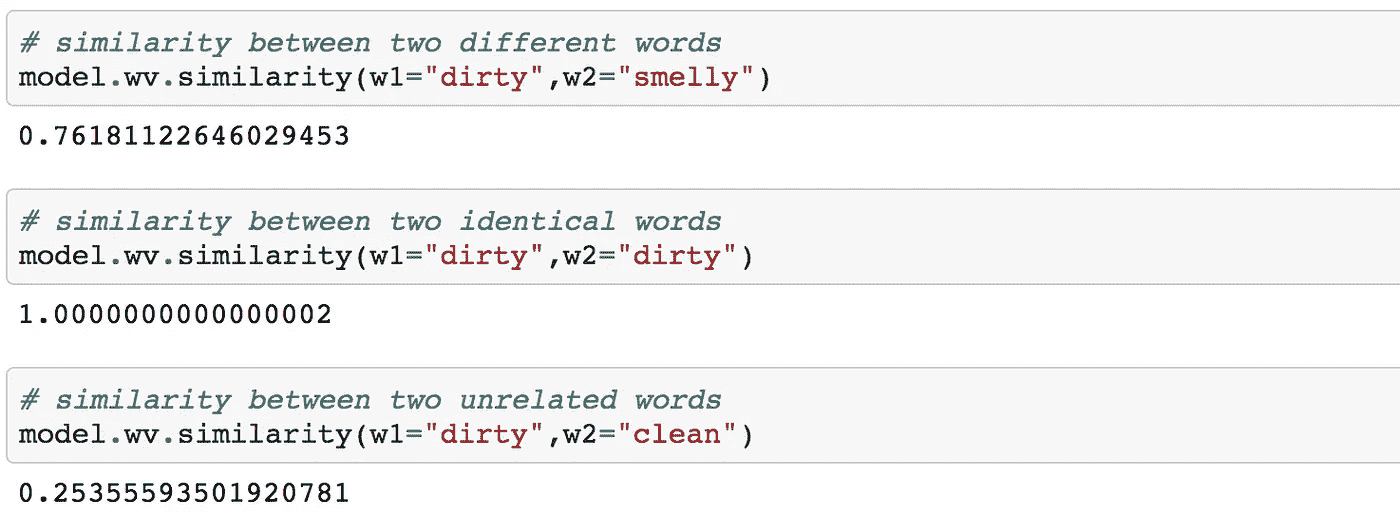 # similarity between two different words
model.wv.similarity(w1="dirty",w2="smelly")
0.76181122646029453
# similarity between two identical words
model.wv.similarity(w1="dirty",w2="dirty")
1.0000000000000002
# similarity between two unrelated words
model.wv.similarity(w1="dirty",w2="clean")
0.25355593501920781